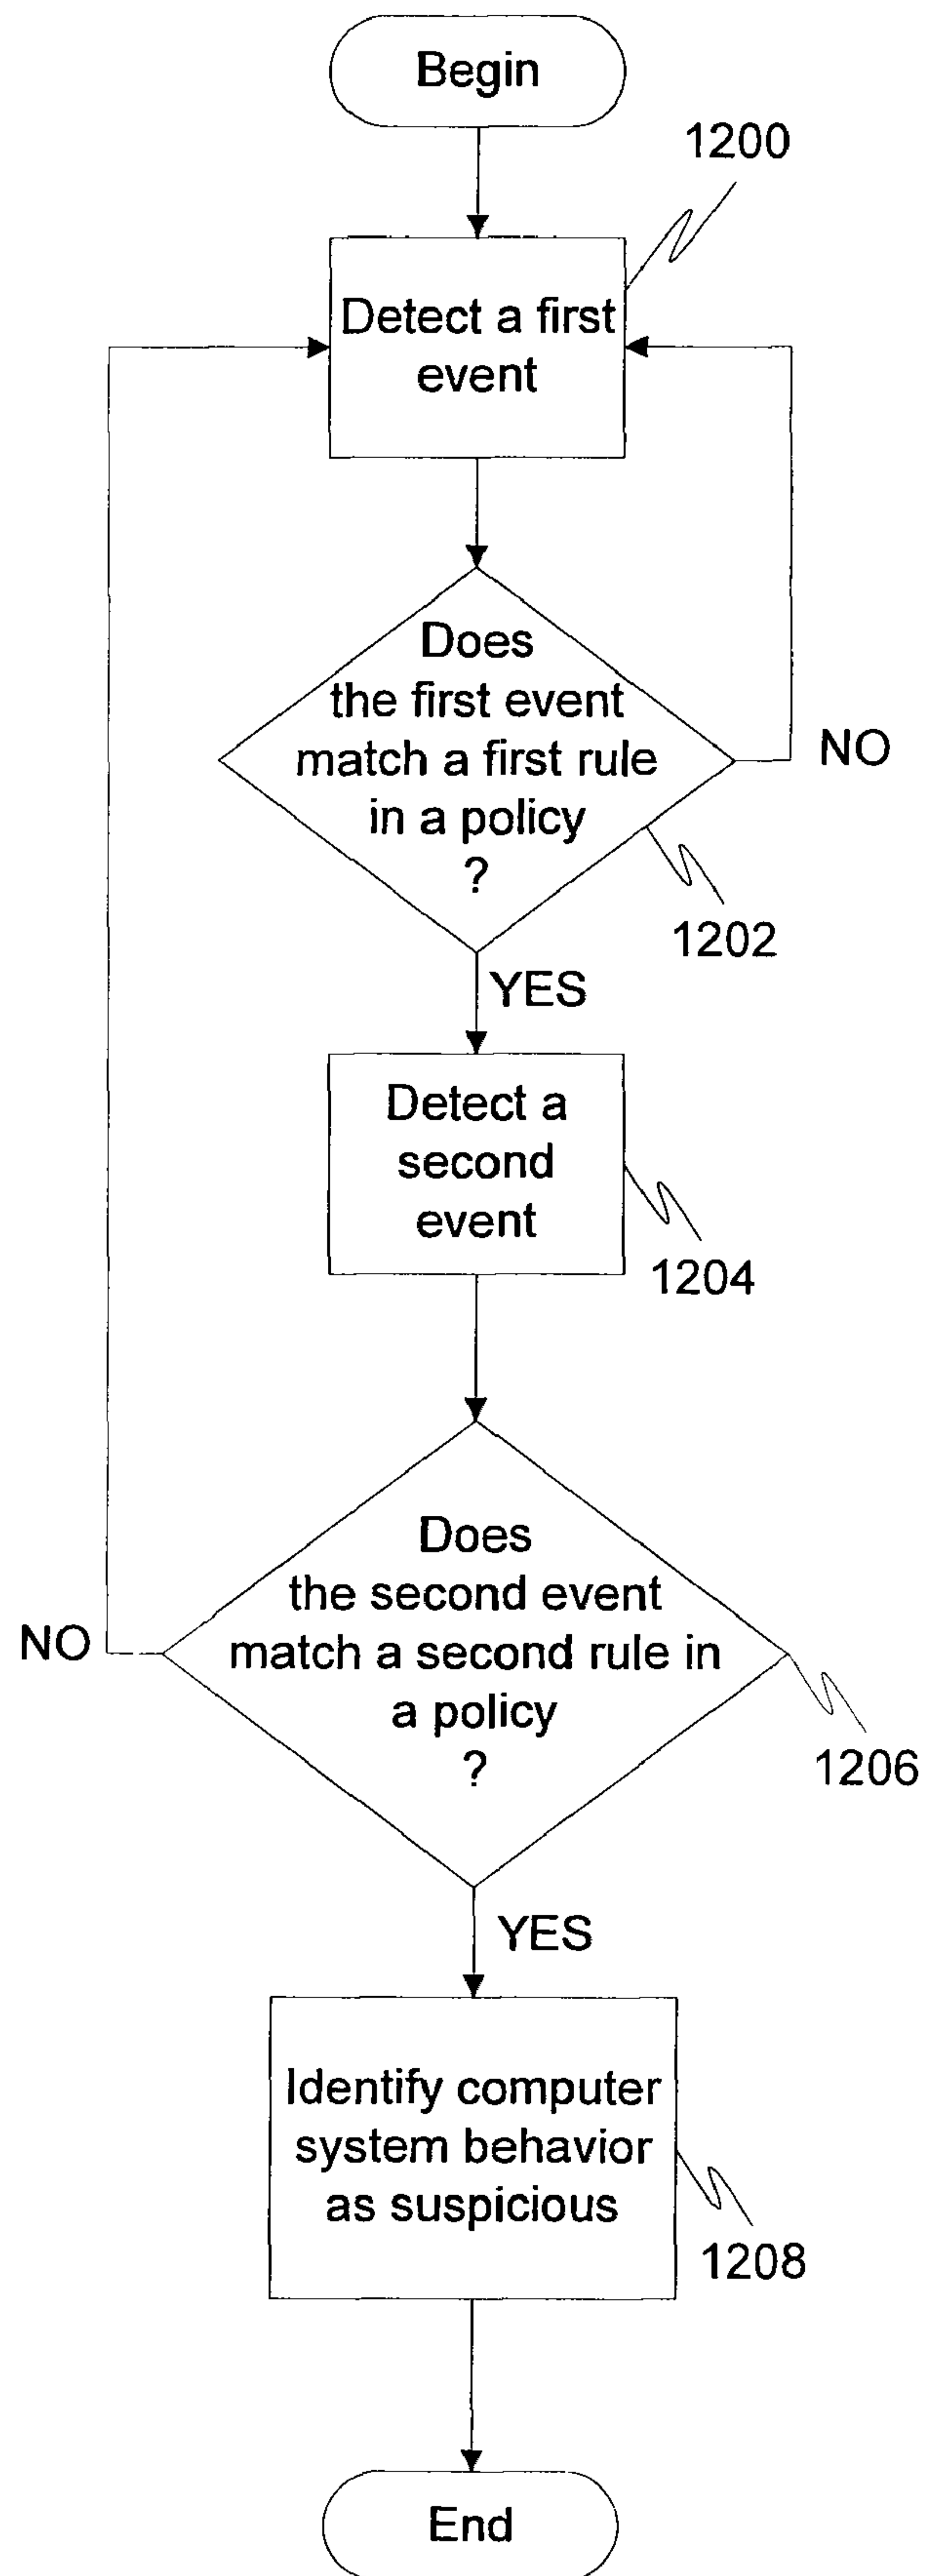 Begin
1200
Detect a first
event
Does
the first event
match a first rule
in a policy
?
NO
1202
YES
Detect a
second
event
1204
Does
the second event
match a second rule in
a policy
?
NO
1206
YES
Identify computer
system behavior
as suspicious
1208
End